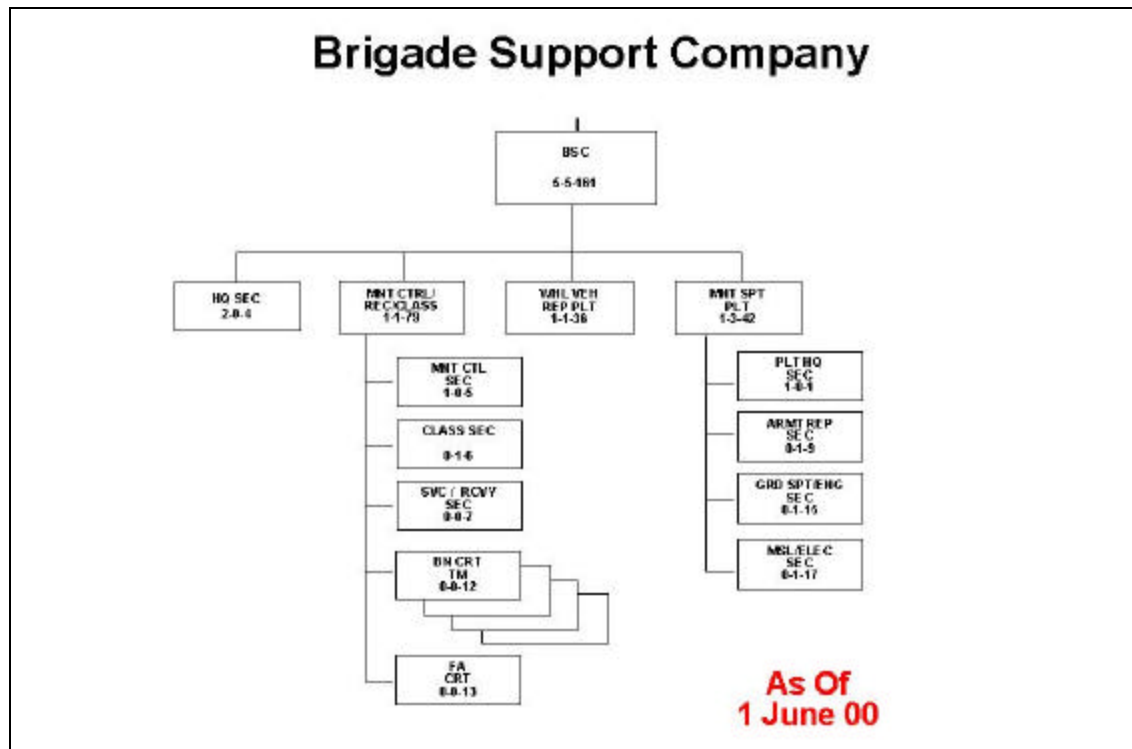 Brigade Support Company
BSC
5-5-161
HQ SEC
2-0-4
MNT CTRL/
REC/CLASS
1-1-79
WHL VEH
REP PLT
1-1-36
MNT SPT
PLT
1-3-42
MNT CTL
SEC
1-0-5
CLASS SEC
0-1-6
SVC / RCVY
SEC
0-0-7
BN CRT
TM
0-0-12
FA
CRT
0-0-13
PLT HQ
SEC
1-0-1
ARMT REP
SEC
0-1-9
GRD SPT/ENG
SEC
0-1-15
MSL/ELEC
SEC
0-1-17
As Of
1 June 00